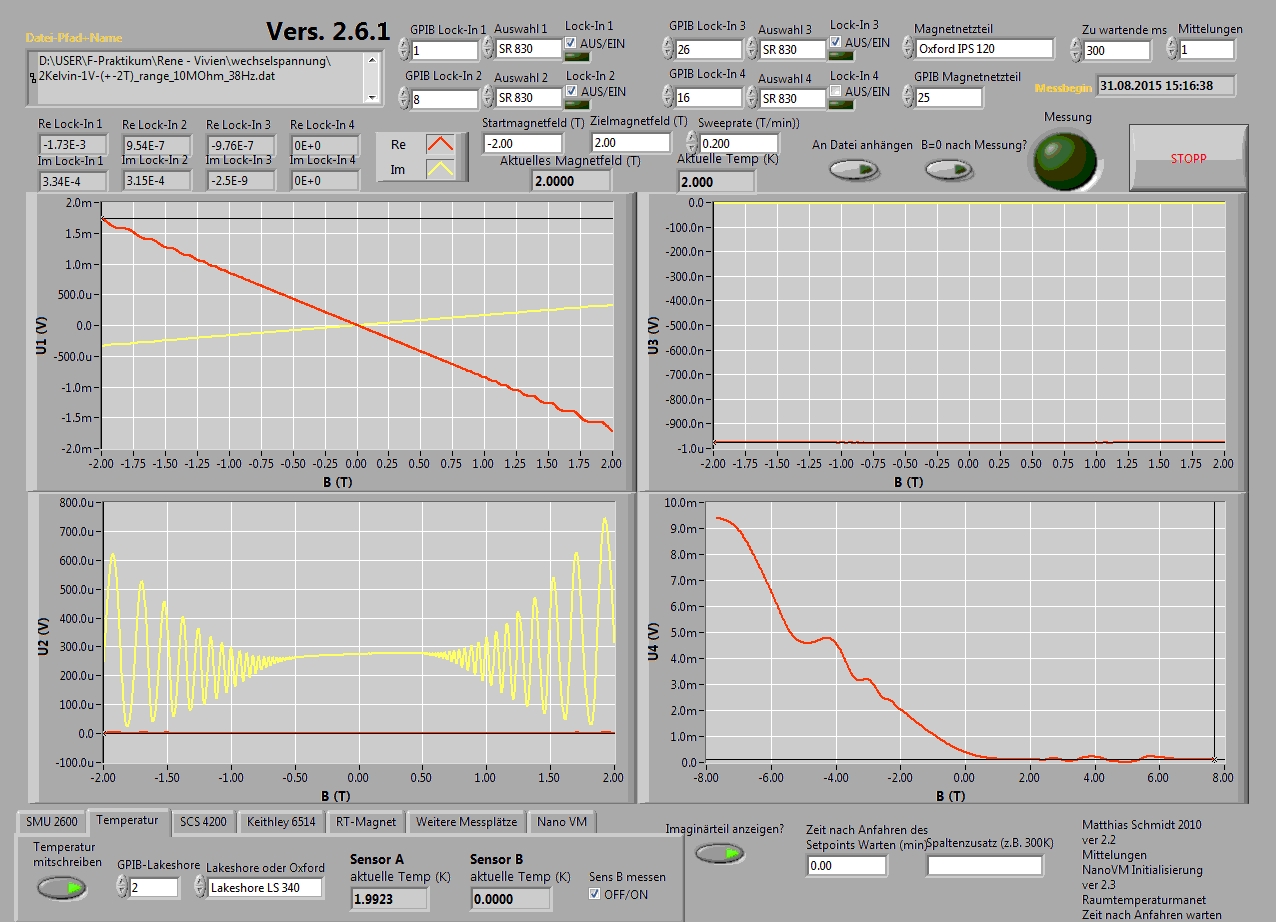 Datei-Pfad--Name
Vers. 2.6.1
D:\USER\F-Praktikum\Rene - Vivien\wechselspannung\
2Kelvin-1V-(+-2T)_range_10MOhm_38Hz.dat
GPIB Lock-In 1 Auswahl 1 Lock-In 1
1 SR 830 AUS/EIN
GPIB Lock-In 2 Auswahl 2 Lock-In 2
8 SR 830 AUS/EIN
GPIB Lock-In 3 Auswahl 3 Lock-In 3
26 SR 830 AUS/EIN
GPIB Lock-In 4 Auswahl 4 Lock-In 4
16 SR 830 AUS/EIN
Magnetnetzteil
Oxford IPS 120
GPIB Magnetnetzteil
25
Zu wartende ms Mittelungen
300 1
Messbegin 31.08.2015 15:16:38
Re Lock-In 1 Re Lock-In 2 Re Lock-In 3 Re Lock-In 4
-1.73E-3 9.54E-7 -9.76E-7 0E+0
Im Lock-In 1 Im Lock-In 2 Im Lock-In 3 Im Lock-In 4
3.34E-4 3.15E-4 -2.5E-9 0E+0
Re
Im
Startmagnetfeld (T) Zielmagnetfeld (T) Sweeprate (T/min))
-2.00 2.00 0.200
Aktuelles Magnetfeld (T) Aktuelle Temp (K)
2.0000 2.000
An Datei anhängen B=0 nach Messung?
Messung
STOPP
U1 (V)
2.0m
1.5m
1.0m
500.0u
0.0
-500.0u
-1.0m
-1.5m
-2.0m
-2.00 -1.75 -1.50 -1.25 -1.00 -0.75 -0.50 -0.25 0.00 0.25 0.50 0.75 1.00 1.25 1.50 1.75 2.00
B (T)
U3 (V)
0.0
-100.0n
-200.0n
-300.0n
-400.0n
-500.0n
-600.0n
-700.0n
-800.0n
-900.0n
-1.0u
-2.00 -1.75 -1.50 -1.25 -1.00 -0.75 -0.50 -0.25 0.00 0.25 0.50 0.75 1.00 1.25 1.50 1.75 2.00
B (T)
U2 (V)
800.0u
700.0u
600.0u
500.0u
400.0u
300.0u
200.0u
100.0u
0.0
-100.0u
-2.00 -1.50 -1.00 -0.50 0.00 0.50 1.00 1.50 2.00
B (T)
U4 (V)
10.0m
9.0m
8.0m
7.0m
6.0m
5.0m
4.0m
3.0m
2.0m
1.0m
0.0
-8.00 -6.00 -4.00 -2.00 0.00 2.00 4.00 6.00 8.00
B (T)
SMU 2600 Temperatur SCS 4200 Keithley 6514 RT-Magnet Weitere Messplätze Nano VM
Temperatur
mitschreiben
GPIB-Lakeshore Lakeshore oder Oxford
2 Lakeshore LS 340
Sensor A
aktuelle Temp (K)
1.9923
Sensor B
aktuelle Temp (K)
0.0000
Sens B messen
OFF/ON
Imaginärteil anzeigen?
Zeit nach Anfahren des
Setpoints Warten (min)
0.00
Spaltenzusatz (z.B. 300K)
Matthias Schmidt 2010
ver 2.2
Mittelungen
NanoVM Initialisierung
ver 2.3
Raumtemperaturmanet
Zeit nach Anfahren warten